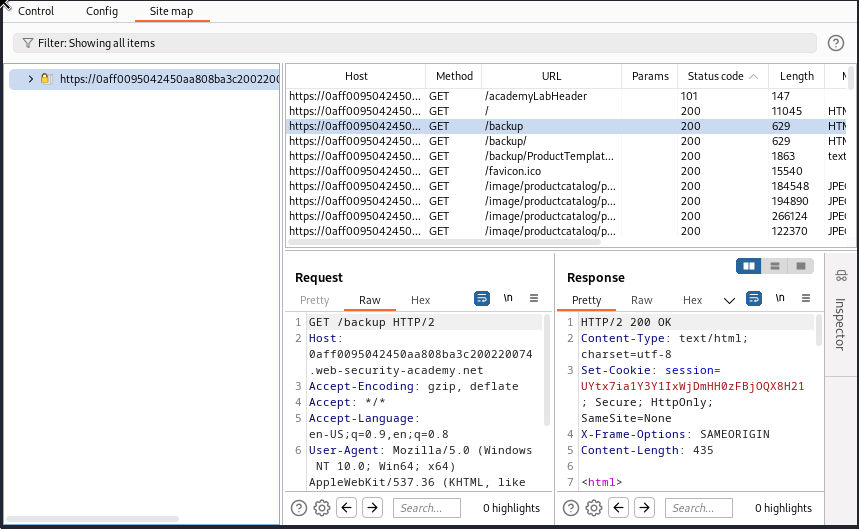 Control Config Site map
Filter: Showing all items
https://0aff0095042450aa808ba3c200220(
Host Method URL Params Status code Length M
https://0aff0095042450... GET /academyLabHeader 101 147
https://0aff0095042450... GET / 200 11045 HTM
https://0aff0095042450... GET /backup 200 629 HTM
https://0aff0095042450... GET /backup/ 200 629 HTM
https://0aff0095042450... GET /backup/ProductTemplat... 200 1863 text
https://0aff0095042450... GET /favicon.ico 200 15540
https://0aff0095042450... GET /image/productcatalog/p... 200 184548 JPEG
https://0aff0095042450... GET /image/productcatalog/p... 200 194890 JPEG
https://0aff0095042450... GET /image/productcatalog/p... 200 266124 JPEG
https://0aff0095042450... GET /image/productcatalog/p... 200 122370 JPEG
Request
Pretty Raw Hex \n
1 GET /backup HTTP/2
2 Host:
0aff0095042450aa808ba3c200220074
.web-security-academy.net
3 Accept-Encoding: gzip, deflate
4 Accept: */*
5 Accept-Language:
en-US;q=0.9,en;q=0.8
6 User-Agent: Mozilla/5.0 (Windows
NT 10.0; Win64; x64)
AppleWebKit/537.36 (KHTML, like
Search... 0 highlights
Response
Pretty Raw Hex \n
1 HTTP/2 200 OK
2 Content-Type: text/html;
charset=utf-8
3 Set-Cookie: session=
UYtx7ia1Y3Y1IxWjDmHH0zFBjOQX8H21
; Secure; HttpOnly;
SameSite=None
4 X-Frame-Options: SAMEORIGIN
5 Content-Length: 435
6
7 <html>
Search... 0 highlights
Inspector